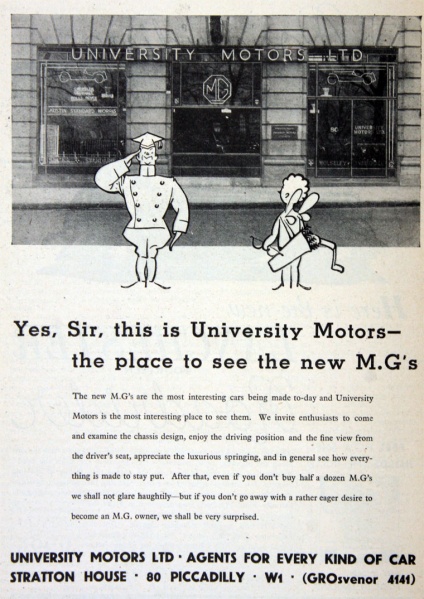 UNIVERSITY MOTORS LTD
MG
Yes, Sir, this is University Motors—
the place to see the new M.G's
The new M.G's are the most interesting cars being made to-day and University
Motors is the most interesting place to see them. We invite enthusiasts to come
and examine the chassis design, enjoy the driving position and the fine view from
the driver's seat, appreciate the luxurious springing, and in general see how every-
thing is made to stay put. After that, even if you don't buy half a dozen M.G's
we shall not glare haughtily—but if you don't go away with a rather eager desire to
become an M.G. owner, we shall be very surprised.
UNIVERSITY MOTORS LTD · AGENTS FOR EVERY KIND OF CAR
STRATTON HOUSE · 80 PICCADILLY · W1 · (GROsvenor 4141)